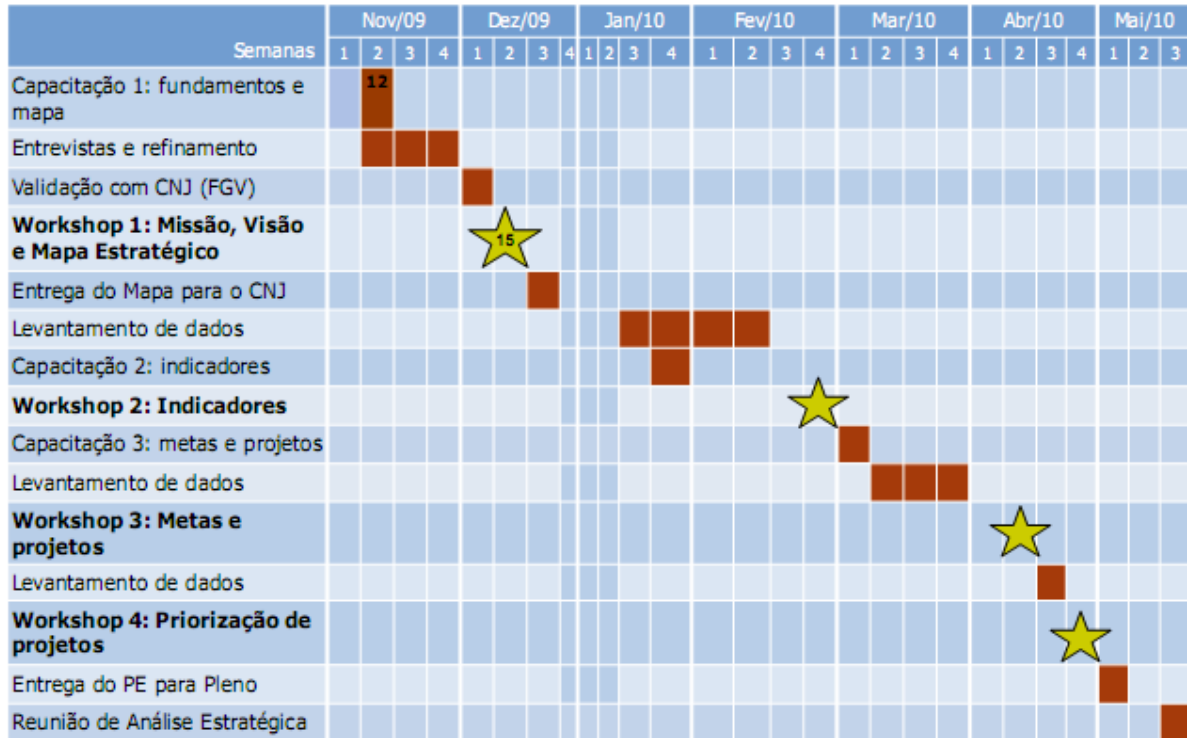 Nov/09 Dez/09 Jan/10 Fev/10 Mar/10 Abr/10 Mai/10
Semanas 1 2 3 4 1 2 3 4 1 2 3 4 1 2 3 4 1 2 3 4 1 2 3 4 1 2 3
Capacitação 1: fundamentos e
mapa
12
Entrevistas e refinamento
Validação com CNJ (FGV)
Workshop 1: Missão, Visão
e Mapa Estratégico
15
Entrega do Mapa para o CNJ
Levantamento de dados
Capacitação 2: indicadores
Workshop 2: Indicadores
Capacitação 3: metas e projetos
Levantamento de dados
Workshop 3: Metas e
projetos
Levantamento de dados
Workshop 4: Priorização de
projetos
Entrega do PE para Pleno
Reunião de Análise Estratégica